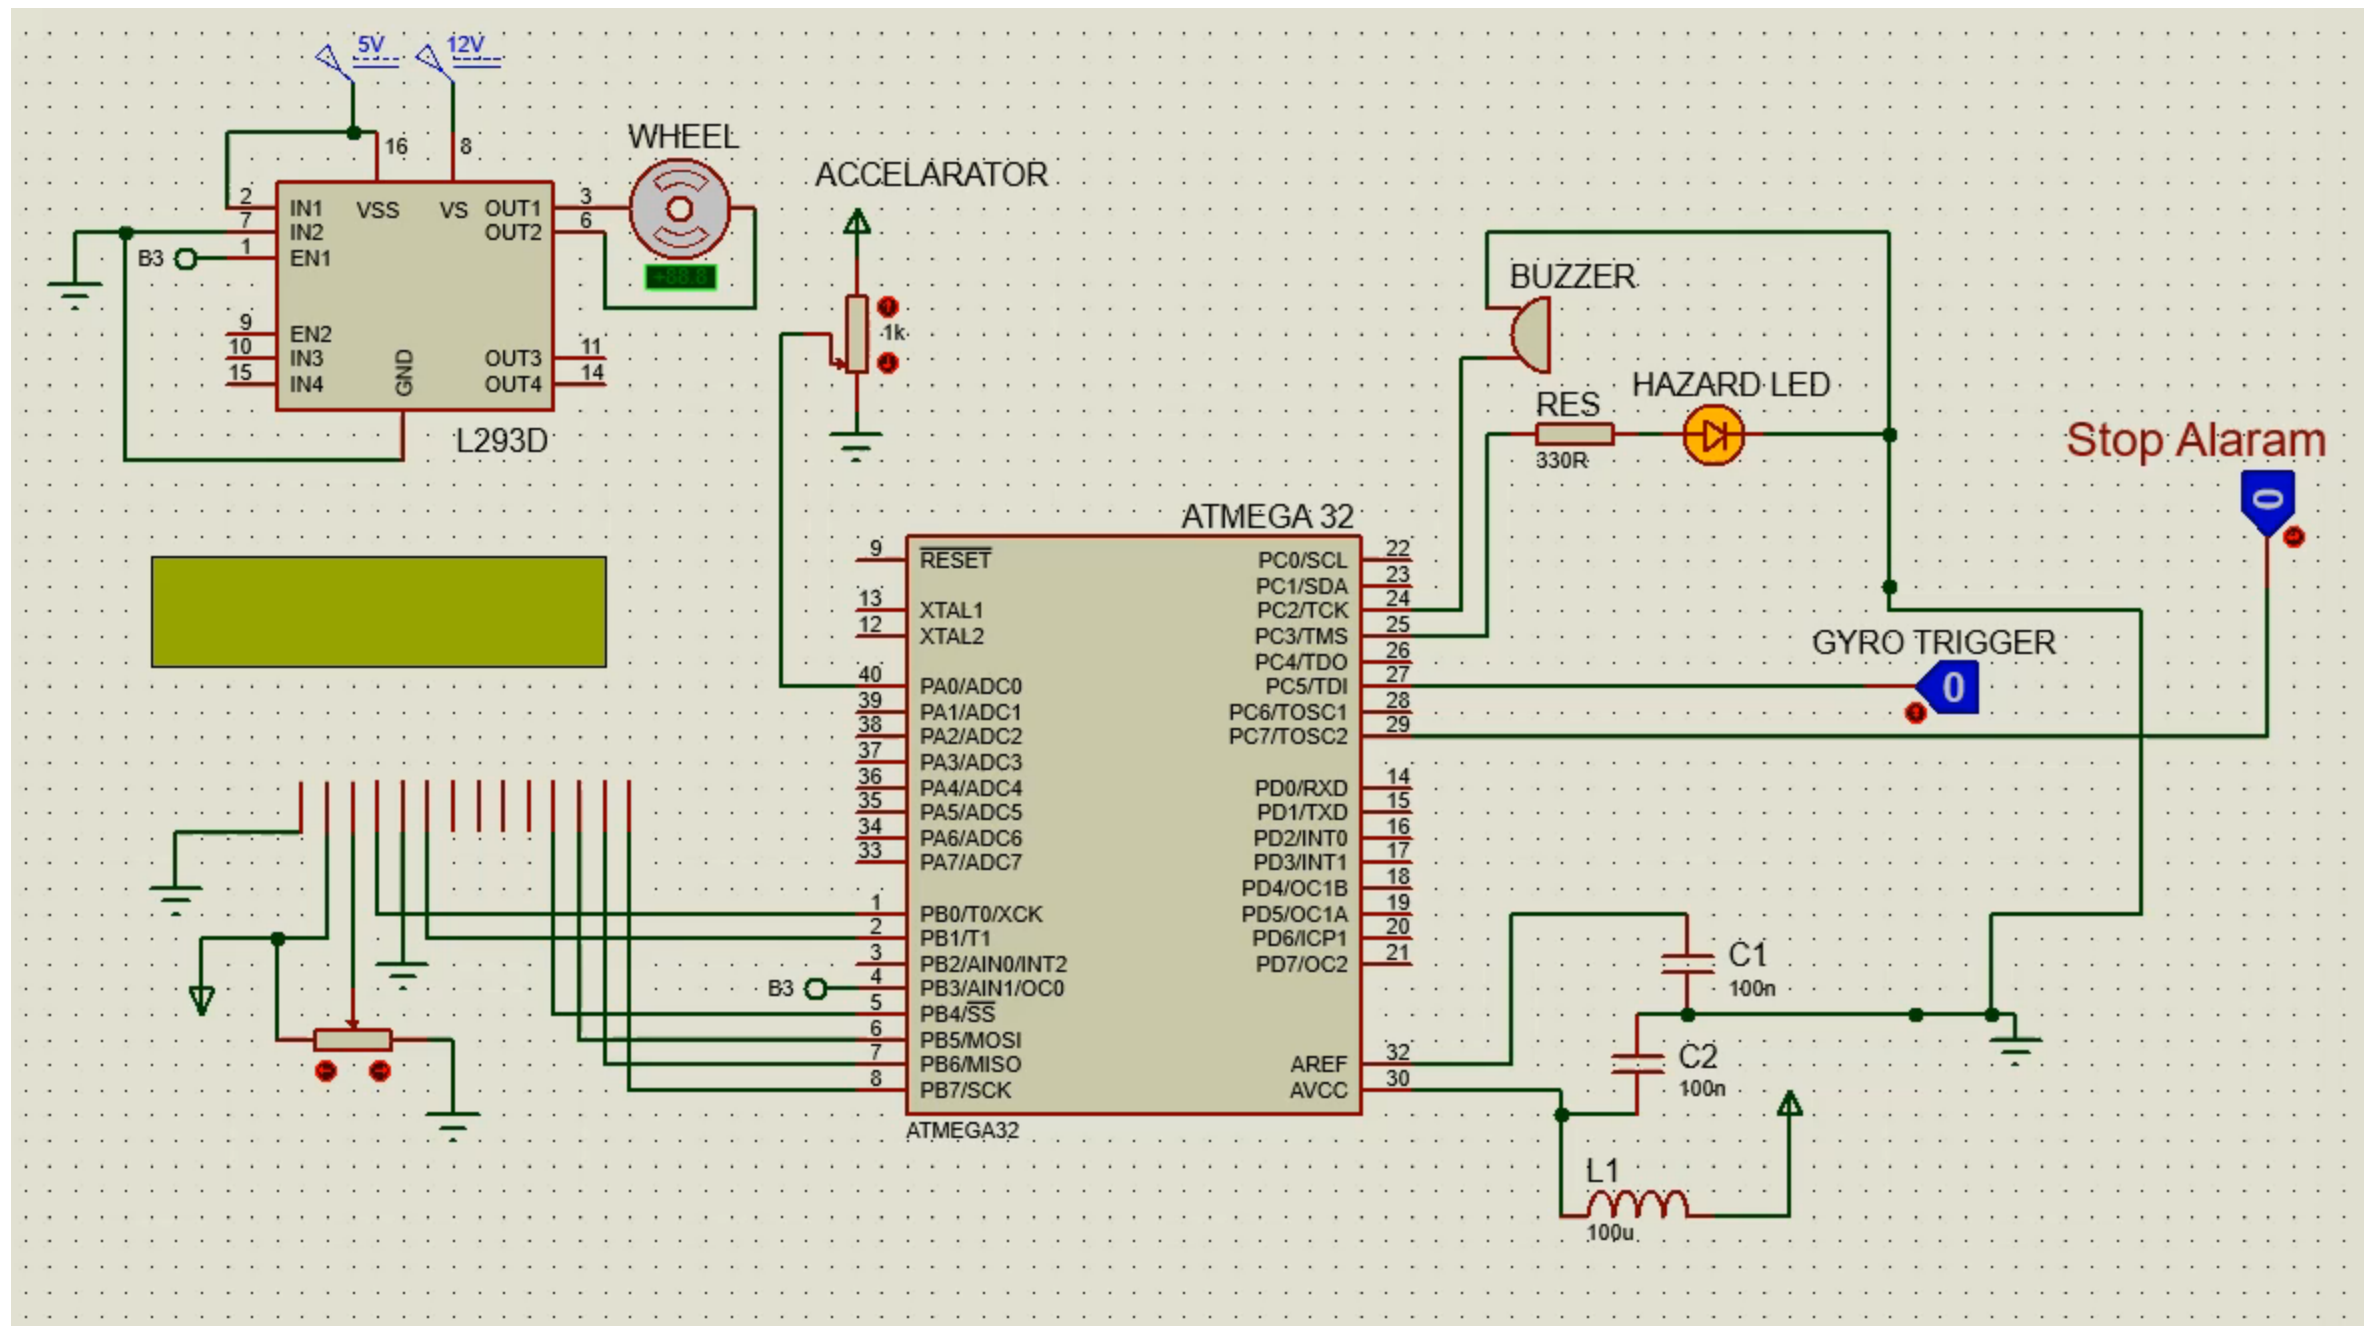 5V
12V
16
8
2
IN1
VSS
VS
OUT1
3
7
IN2
OUT2
6
B3
1
EN1
9
EN2
10
IN3
OUT3
11
15
IN4
OUT4
14
GND
L293D
WHEEL
+88.8
ACCELARATOR
1k
BUZZER
RES
330R
HAZARD LED
Stop Alaram
0
GYRO TRIGGER
0
ATMEGA 32
9
RESET
13
XTAL1
12
XTAL2
40
PA0/ADC0
39
PA1/ADC1
38
PA2/ADC2
37
PA3/ADC3
36
PA4/ADC4
35
PA5/ADC5
34
PA6/ADC6
33
PA7/ADC7
1
PB0/T0/XCK
2
PB1/T1
3
PB2/AIN0/INT2
B3
4
PB3/AIN1/OC0
5
PB4/SS
6
PB5/MOSI
7
PB6/MISO
8
PB7/SCK
PC0/SCL
22
PC1/SDA
23
PC2/TCK
24
PC3/TMS
25
PC4/TDO
26
PC5/TDI
27
PC6/TOSC1
28
PC7/TOSC2
29
PD0/RXD
14
PD1/TXD
15
PD2/INT0
16
PD3/INT1
17
PD4/OC1B
18
PD5/OC1A
19
PD6/ICP1
20
PD7/OC2
21
AREF
32
AVCC
30
ATMEGA32
C1
100n
C2
100n
L1
100u